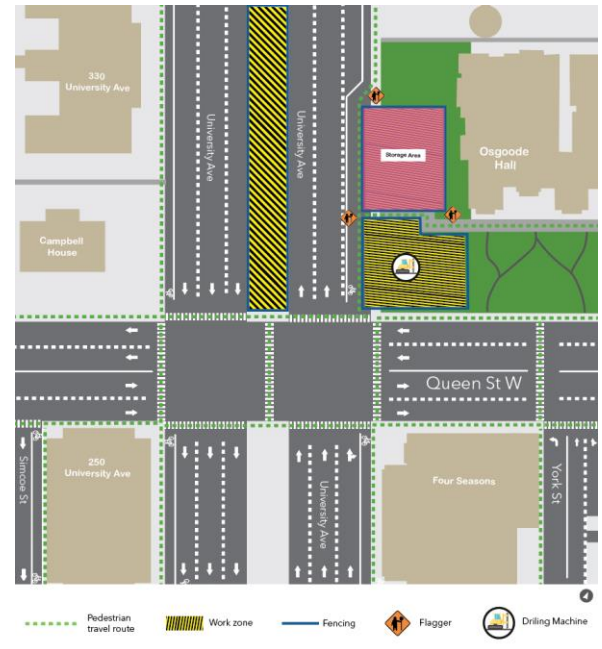 330
University Ave
University Ave
University Ave
Storage Area
Osgoode
Hall
Campbell
House
Queen St W
Simcoe St
250
University Ave
University Ave
Four Seasons
York St
Pedestrian
travel route
Work zone
Fencing
Flagger
Driling Machine